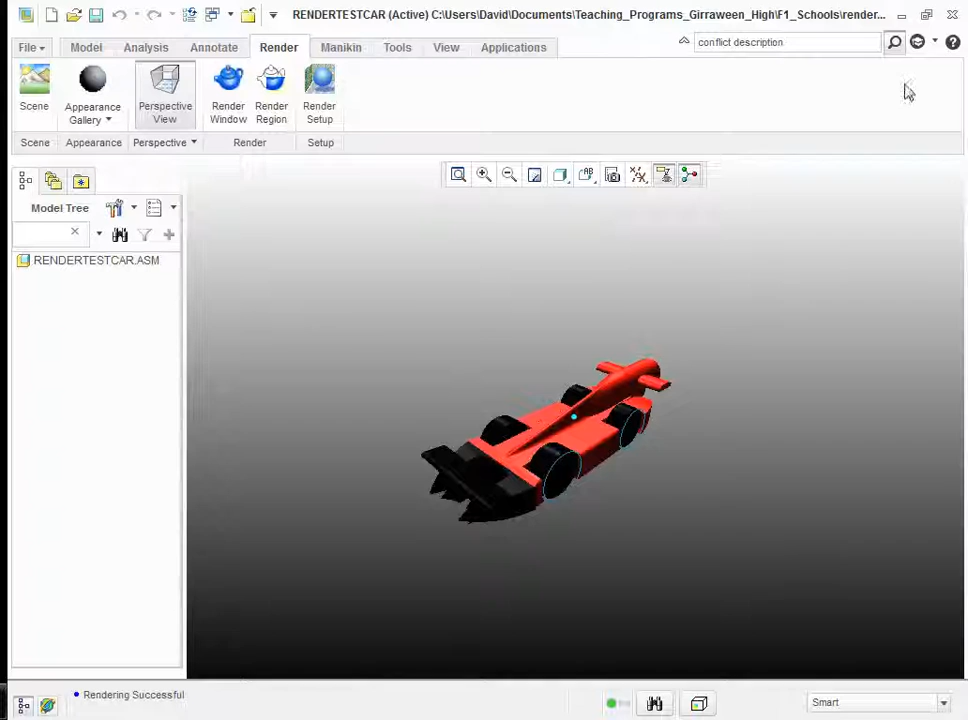 RENDERTESTCAR (Active) C:\Users\David\Documents\Teaching_Programs_Girraween_High\F1_Schools\render...
File Model Analysis Annotate Render Manikin Tools View Applications
conflict description
Scene Appearance Gallery Perspective View Render Window Render Region Render Setup
Scene Appearance Perspective Render Setup
Model Tree
RENDERTESTCAR.ASM
Rendering Successful
Smart